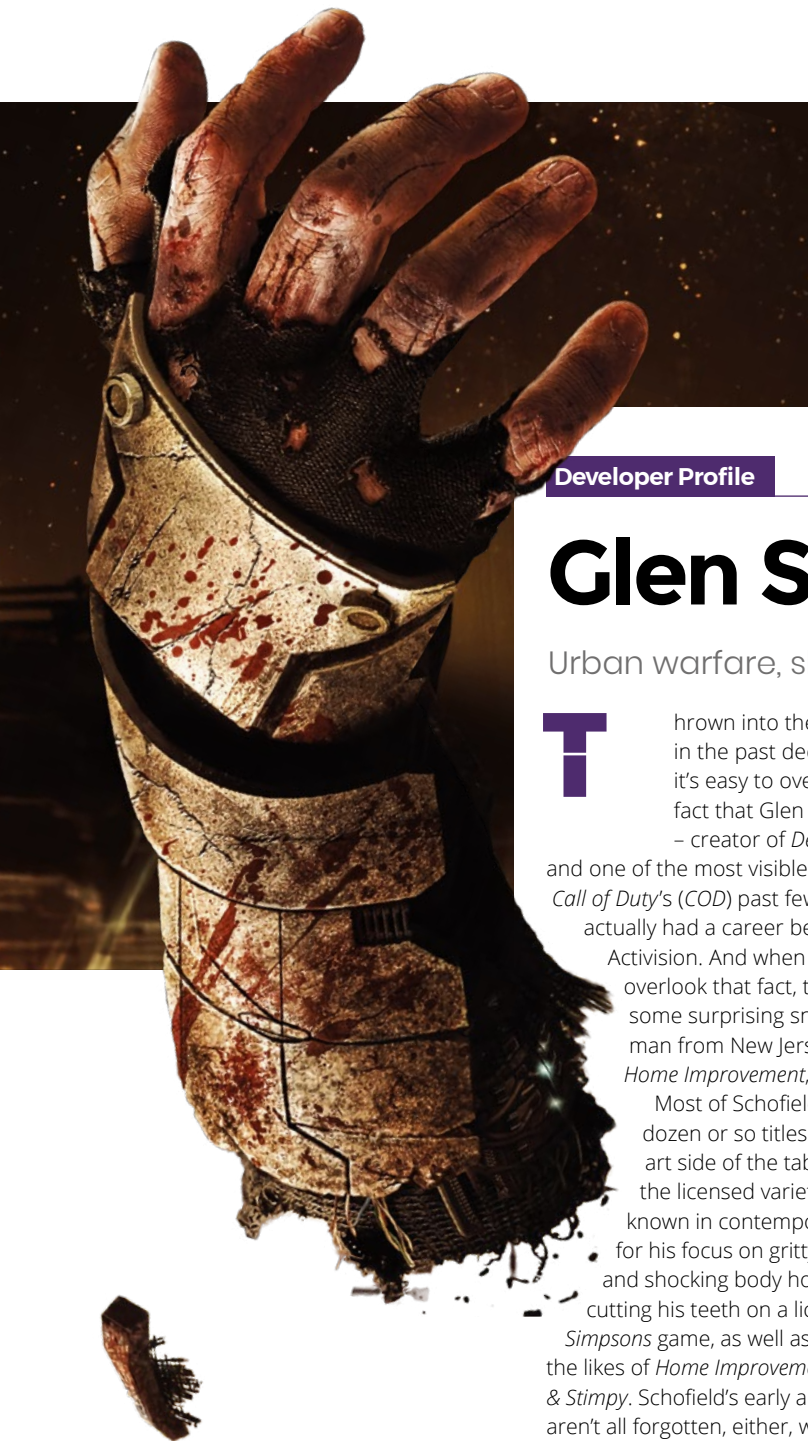 Developer Profile
Glen S
Urban warfare, s
Thrown into the
in the past de
it's easy to ove
fact that Glen
– creator of De
and one of the most visible
Call of Duty's (COD) past few
actually had a career be
Activision. And when
overlook that fact, t
some surprising sn
man from New Jers
Home Improvement,
Most of Schofiel
dozen or so titles
art side of the tab
the licensed varie
known in contempo
for his focus on gritt
and shocking body ho
cutting his teeth on a lic
Simpsons game, as well as
the likes of Home Improveme
& Stimpy. Schofield's early a
aren't all forgotten, either, w